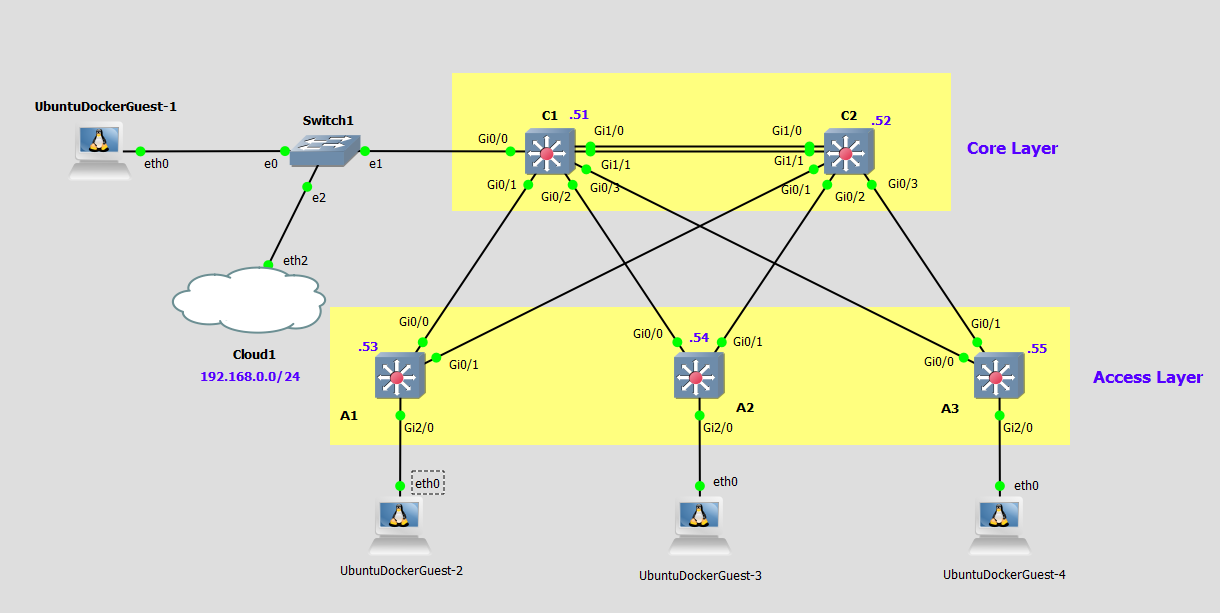 UbuntuDockerGuest-1
eth0
Switch1
e0
e1
e2
eth2
Cloud1
192.168.0.0/24
C1
.51
C2
.52
Core Layer
Gi0/0
Gi1/0
Gi1/0
Gi1/1
Gi1/1
Gi0/1
Gi0/2
Gi0/3
Gi0/1
Gi0/2
Gi0/3
Gi0/0
.53
Gi0/1
A1
Gi2/0
Gi0/0
.54
Gi0/1
A2
Gi2/0
Gi0/1
.55
Gi0/0
A3
Gi2/0
Access Layer
eth0
UbuntuDockerGuest-2
eth0
UbuntuDockerGuest-3
eth0
UbuntuDockerGuest-4